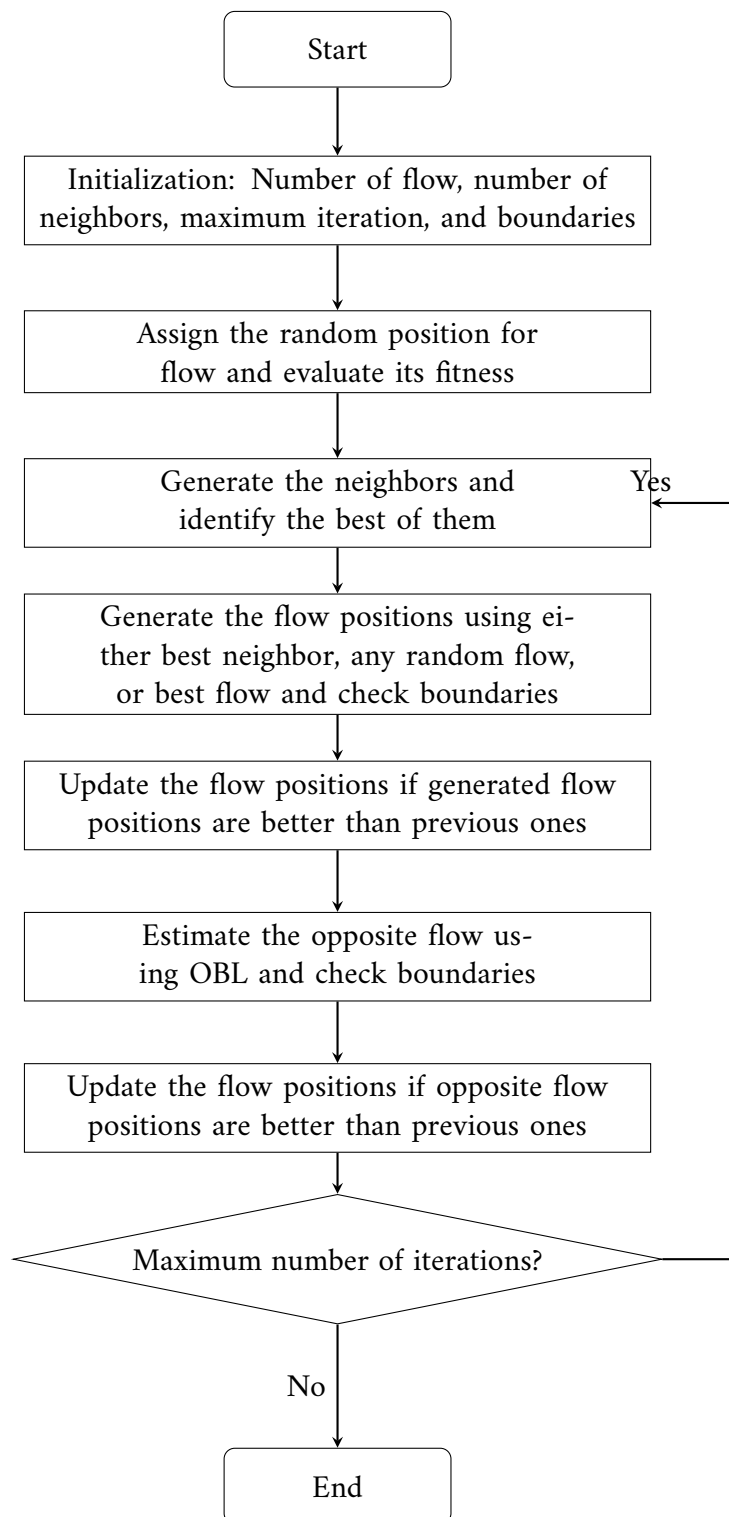 Start
Initialization: Number of flow, number of
neighbors, maximum iteration, and boundaries
Assign the random position for
flow and evaluate its fitness
Generate the neighbors and
identify the best of them
Yes
Generate the flow positions using ei-
ther best neighbor, any random flow,
or best flow and check boundaries
Update the flow positions if generated flow
positions are better than previous ones
Estimate the opposite flow us-
ing OBL and check boundaries
Update the flow positions if opposite flow
positions are better than previous ones
Maximum number of iterations?
No
End